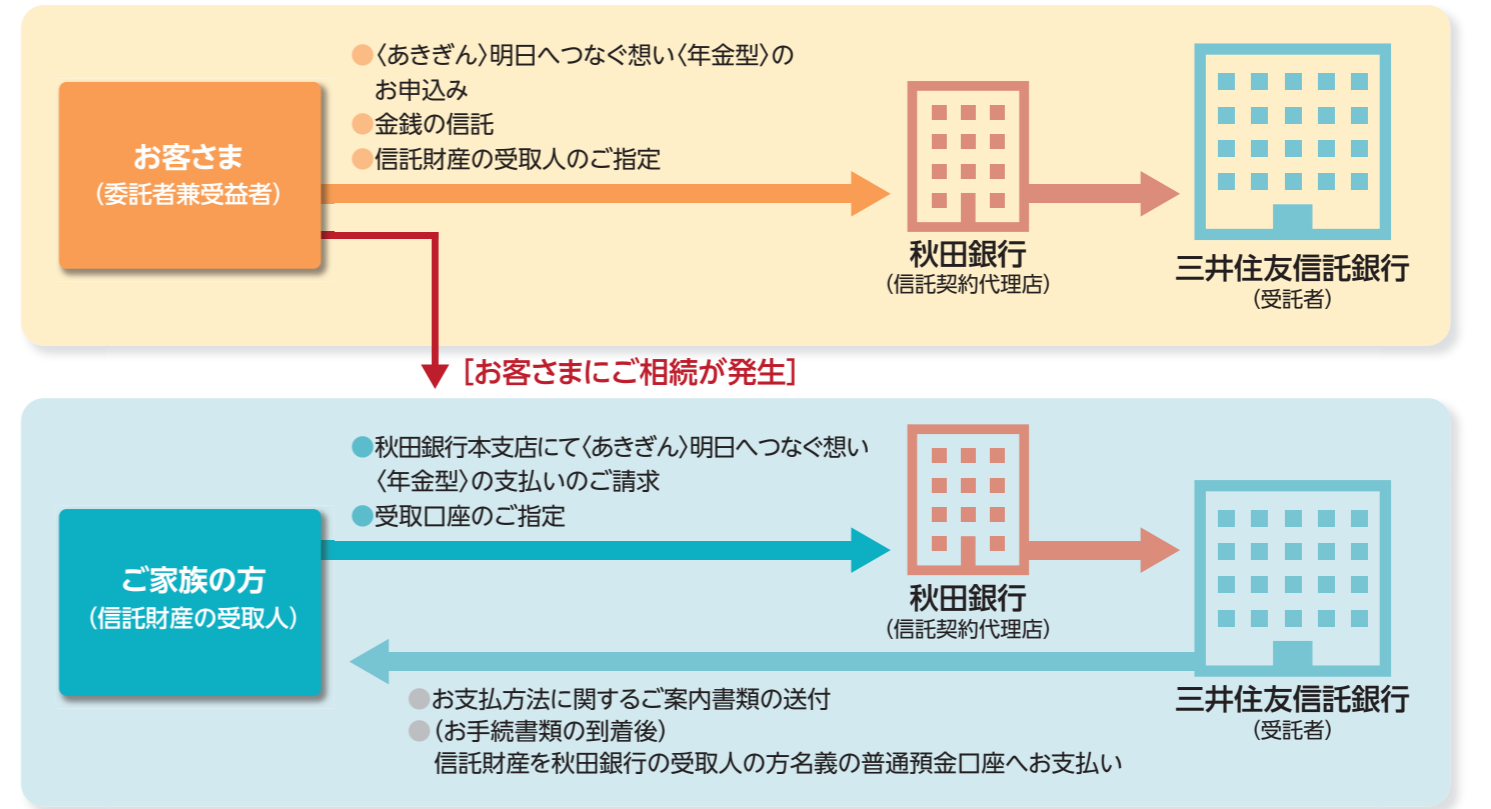 ●〈あきぎん〉明日へつなぐ想い〈年金型〉の
お申込み
●金銭の信託
●信託財産の受取人のご指定
お客さま
（委託者兼受益者）
秋田銀行
（信託契約代理店）
三井住友信託銀行
（受託者）
［お客さまにご相続が発生］
●秋田銀行本支店にて〈あきぎん〉明日へつなぐ想い
〈年金型〉の支払いのご請求
●受取口座のご指定
ご家族の方
（信託財産の受取人）
秋田銀行
（信託契約代理店）
三井住友信託銀行
（受託者）
●お支払方法に関するご案内書類の送付
●（お手続書類の到着後）
信託財産を秋田銀行の受取人の方名義の普通預金口座へお支払い